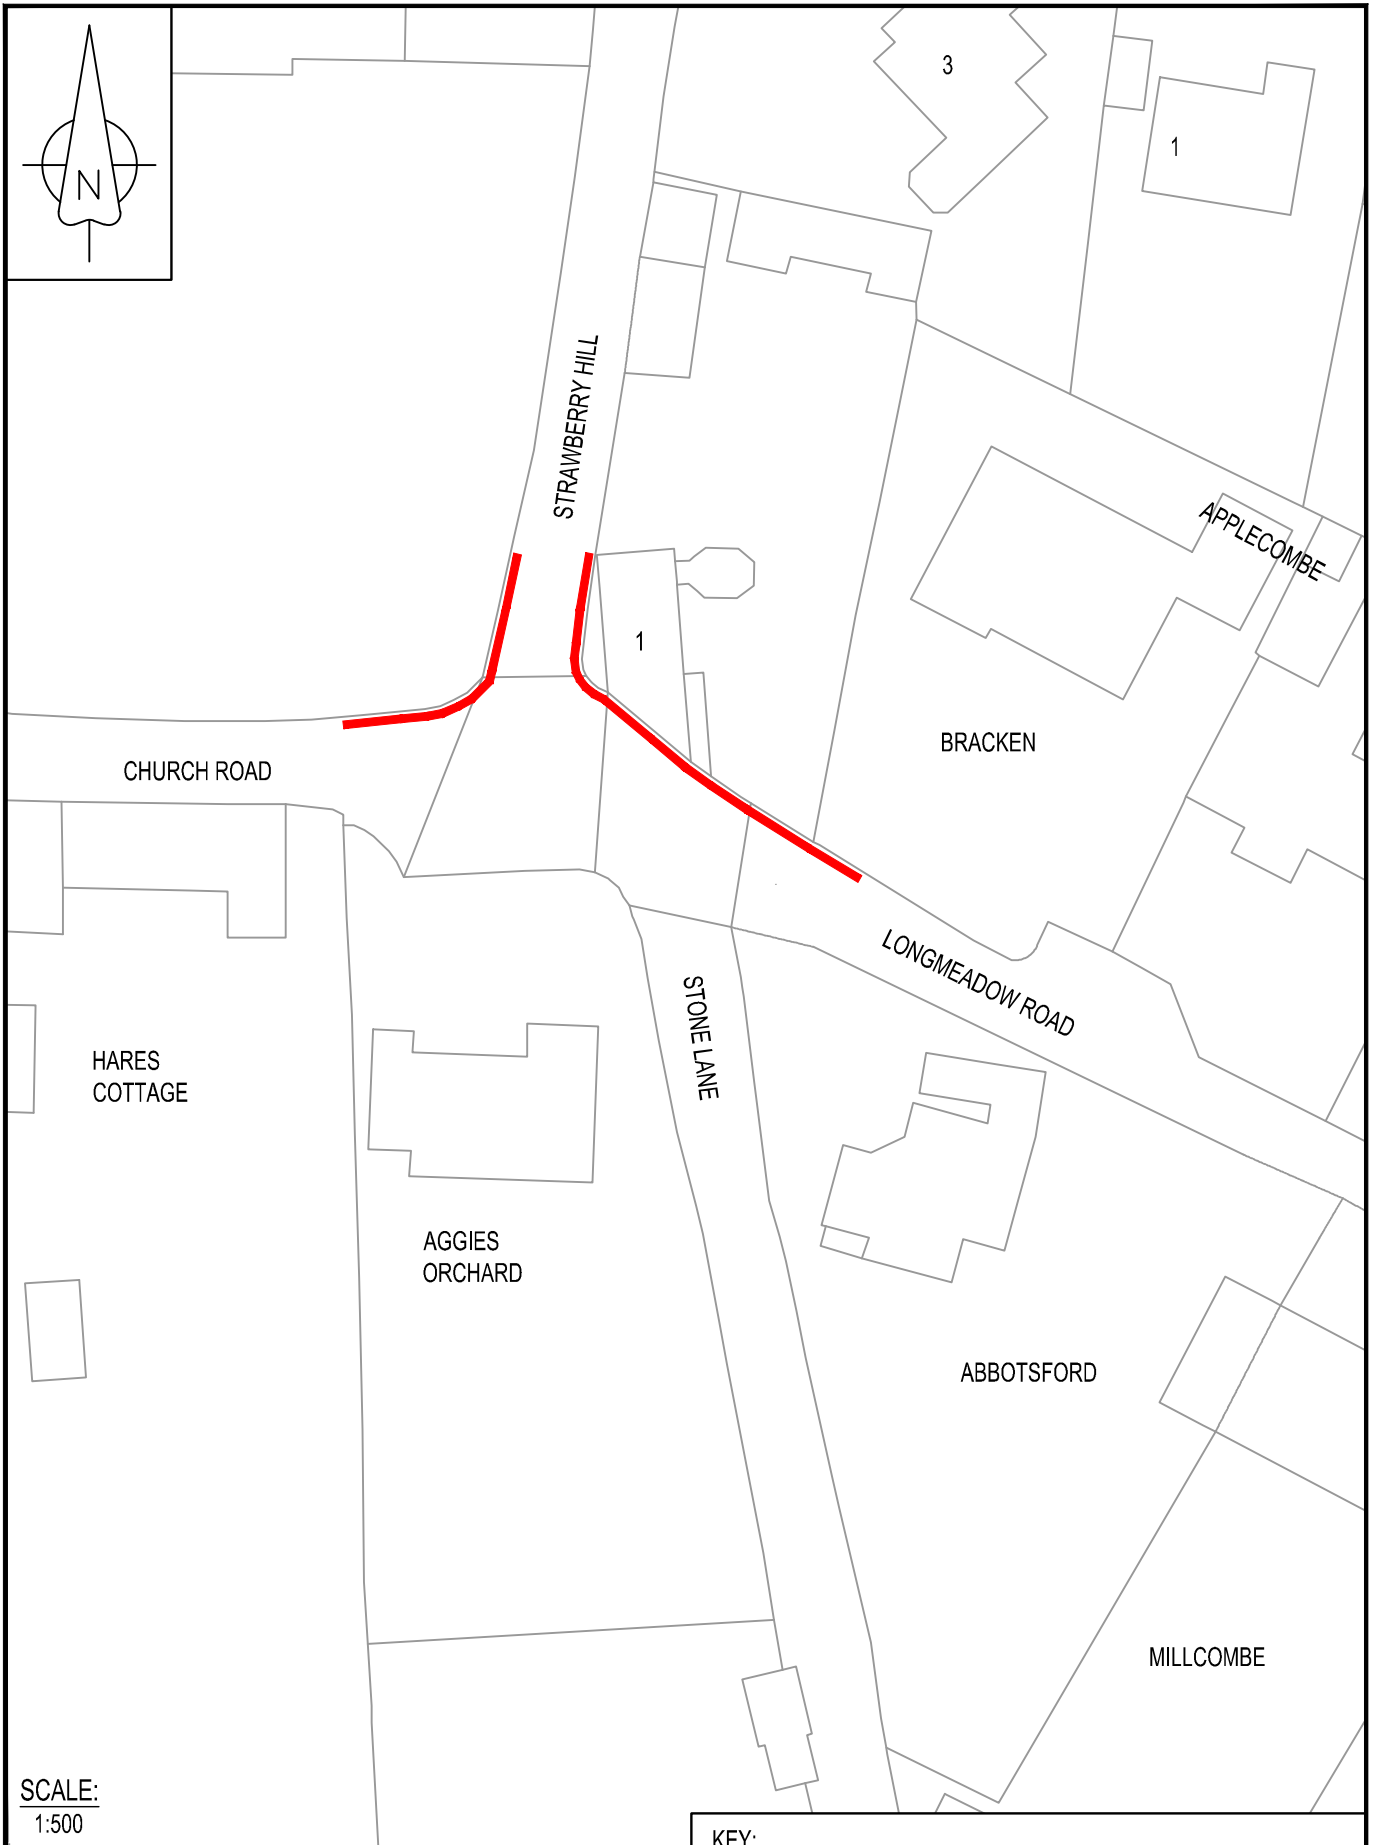 N
3
1
STRAWBERRY HILL
APPLECOMBE
1
BRACKEN
CHURCH ROAD
LONGMEADOW ROAD
STONE LANE
HARES
COTTAGE
AGGIES
ORCHARD
ABBOTSFORD
MILLCOMBE
SCALE:
1:500
KEY: